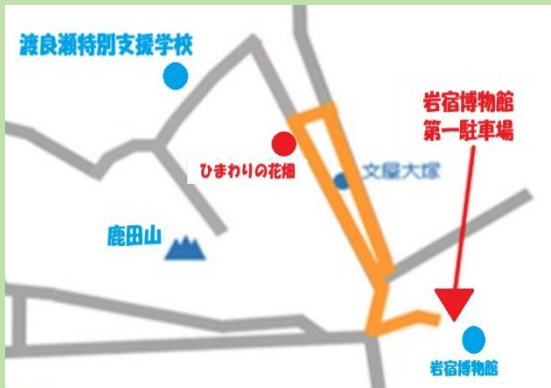 渡良瀬特別支援学校
岩宿博物館
第一駐車場
ひまわりの花畑
文屋大塚
鹿田山
岩宿博物館